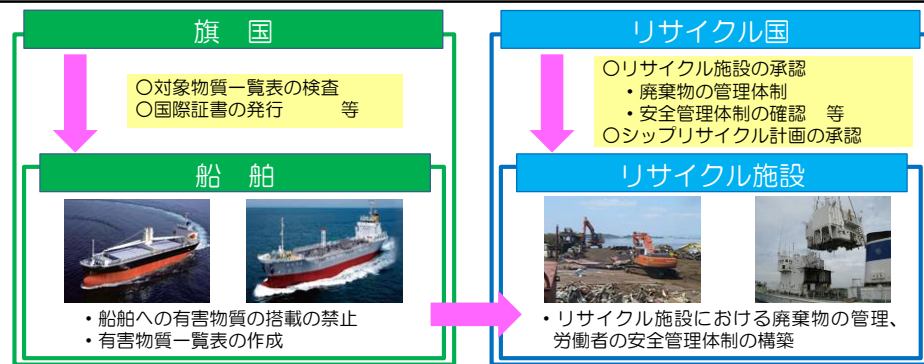 旗　国
〇対象物質一覧表の検査
〇国際証書の発行　　　等
船　舶
・船舶への有害物質の搭載の禁止
・有害物質一覧表の作成
リサイクル国
〇リサイクル施設の承認
・廃棄物の管理体制
・安全管理体制の確認　等
〇シップリサイクル計画の承認
リサイクル施設
・リサイクル施設における廃棄物の管理、
労働者の安全管理体制の構築